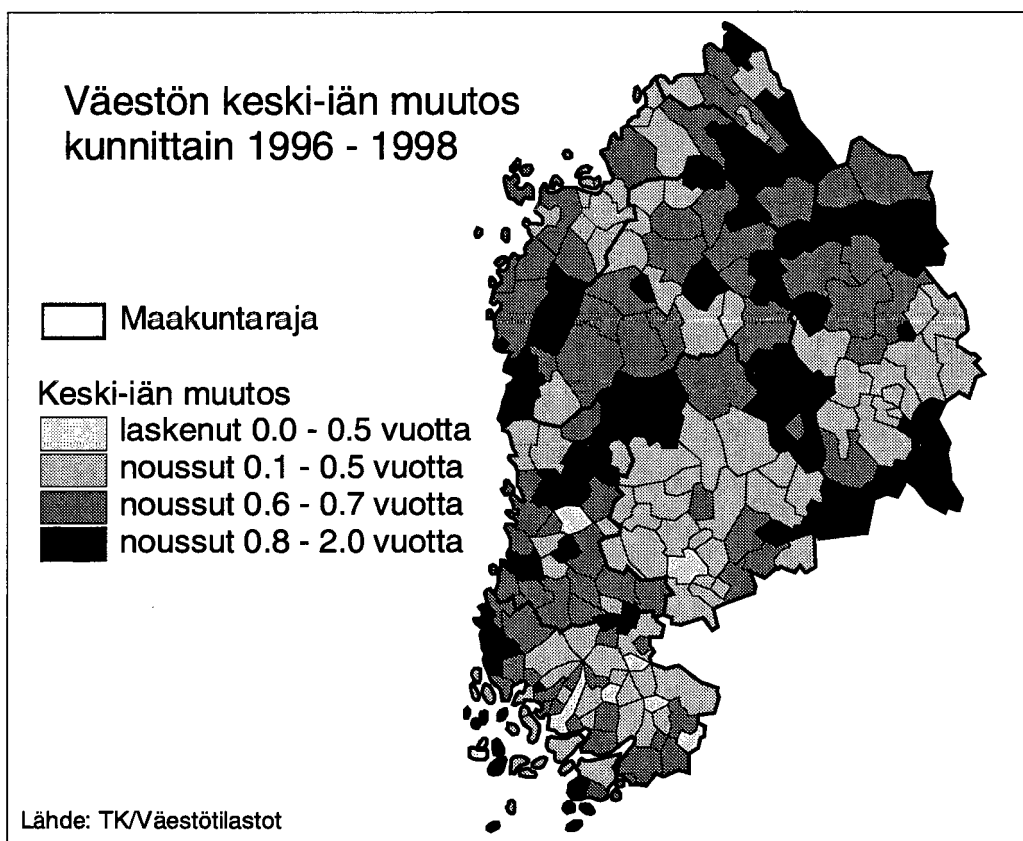 Väestön keski-iän muutos
kunnittain 1996 - 1998
Maakuntaraja
Keski-iän muutos
laskenut 0.0 - 0.5 vuotta
noussut 0.1 - 0.5 vuotta
noussut 0.6 - 0.7 vuotta
noussut 0.8 - 2.0 vuotta
Lähde: TK/Väestötilastot